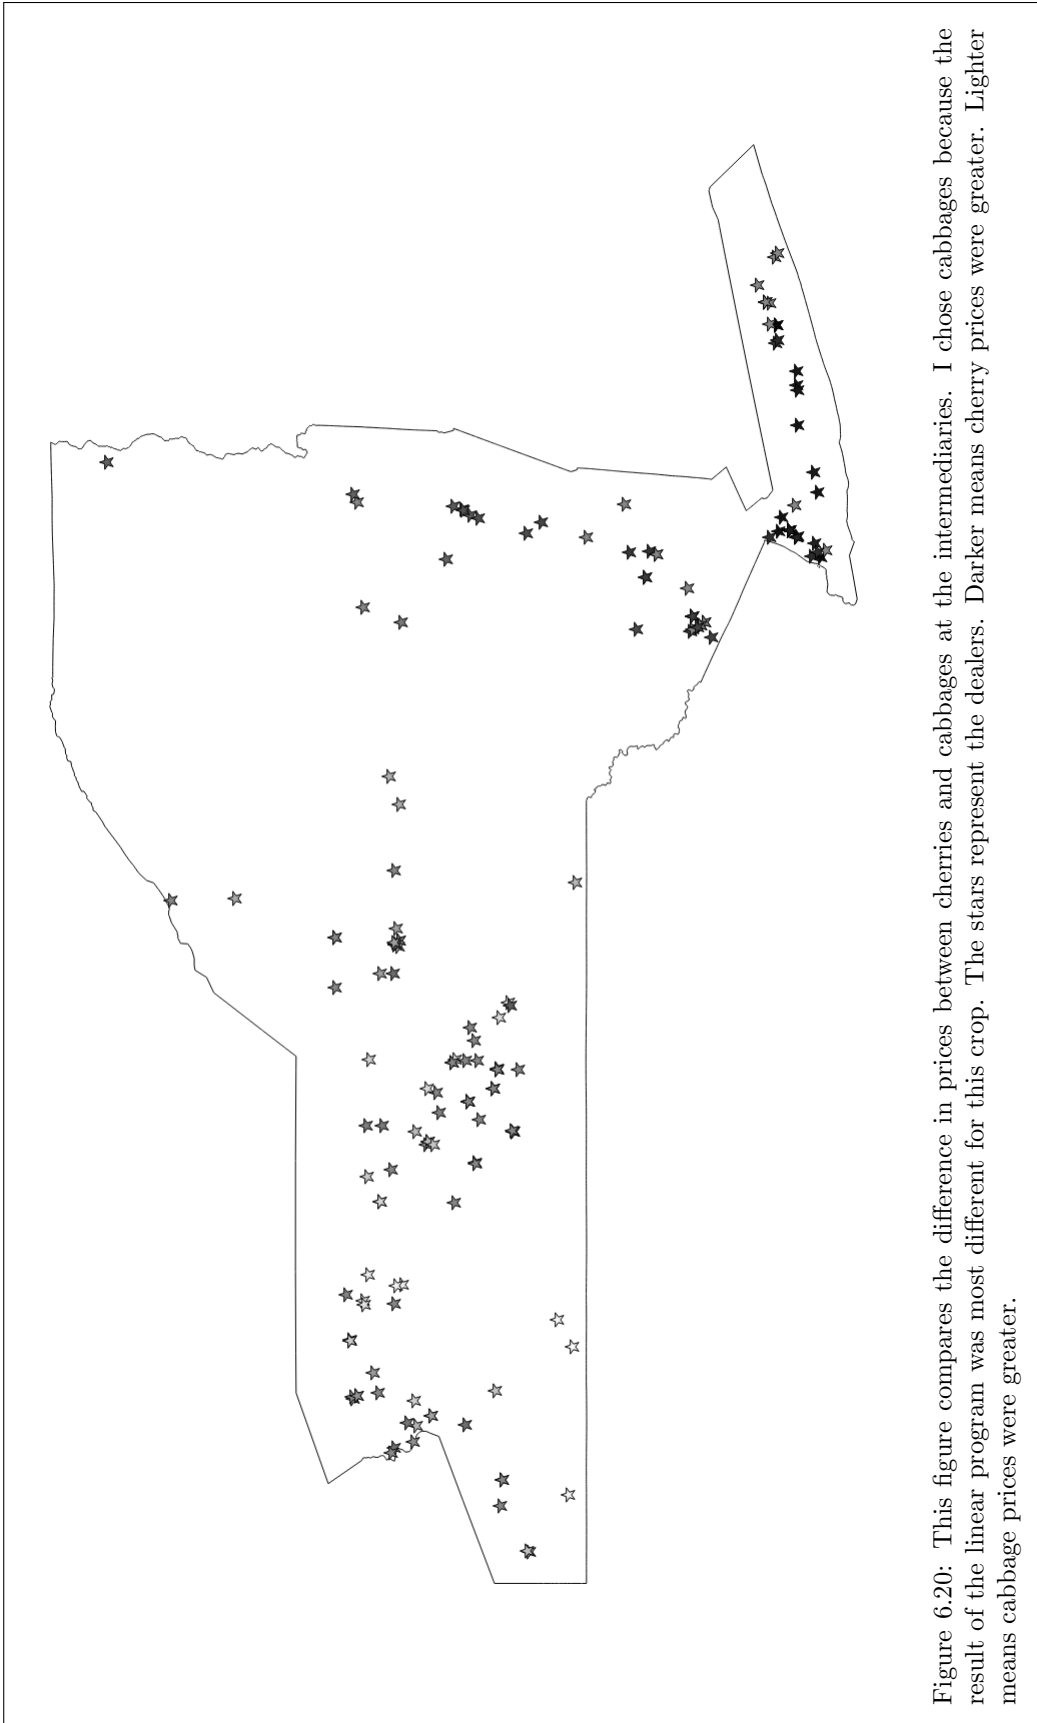 Figure 6.20: This figure compares the difference in prices between cherries and cabbages at the intermediaries. I chose cabbages because the
result of the linear program was most different for this crop. The stars represent the dealers. Darker means cherry prices were greater. Lighter
means cabbage prices were greater.